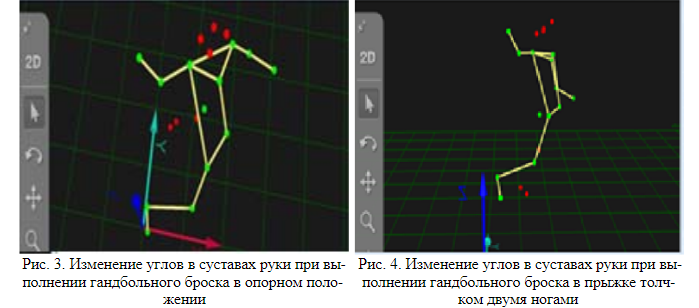 2D
2D
Y
Рис. 3. Изменение углов в суставах руки при вы-
полнении гандбольного броска в опорном поло-
жении
Рис. 4. Изменение углов в суставах руки при вы-
полнении гандбольного броска в прыжке толч-
ком двумя ногами